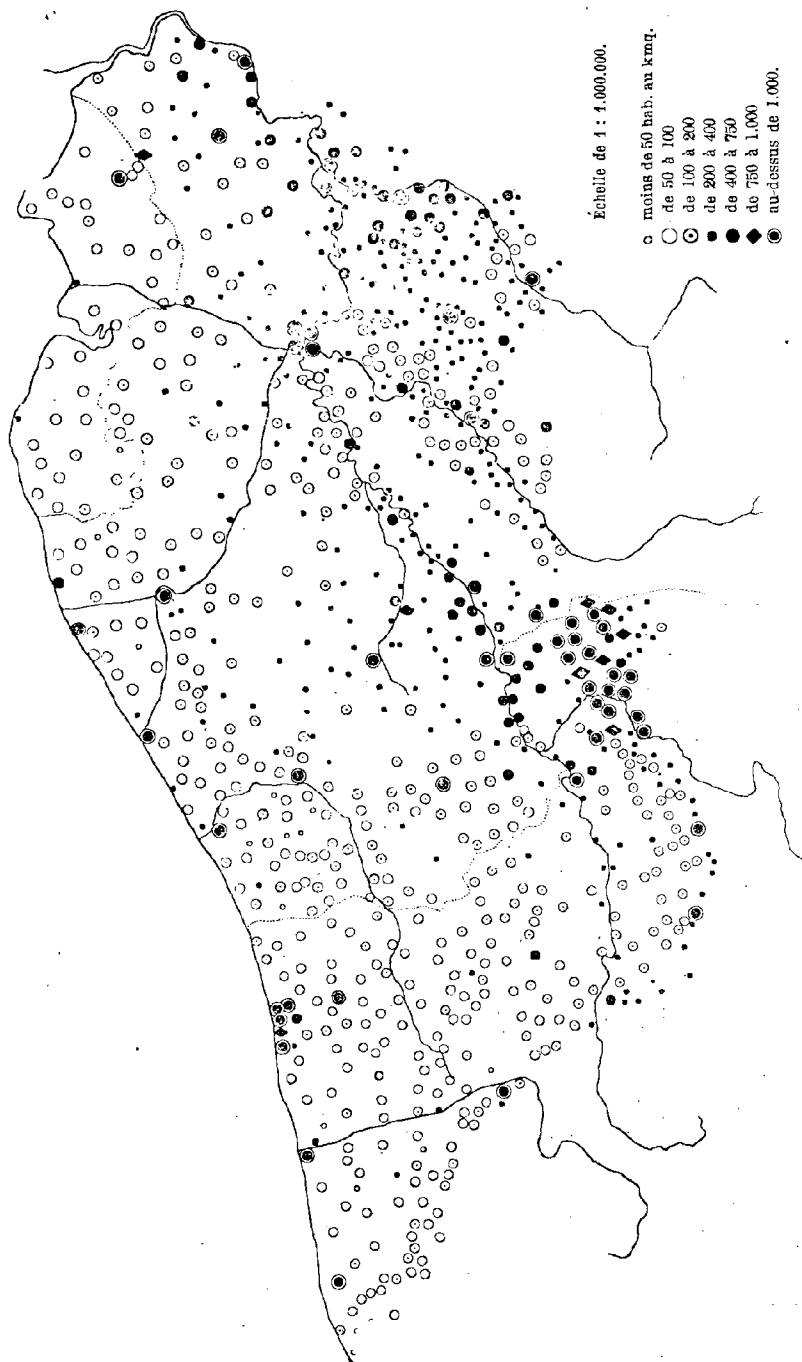 Échelle de 1 : 1.000.000.
moins de 50 hab. au kmq.
de 50 à 100
de 100 à 200
de 200 à 400
de 400 à 750
de 750 à 1.000
au-dessus de 1.000.